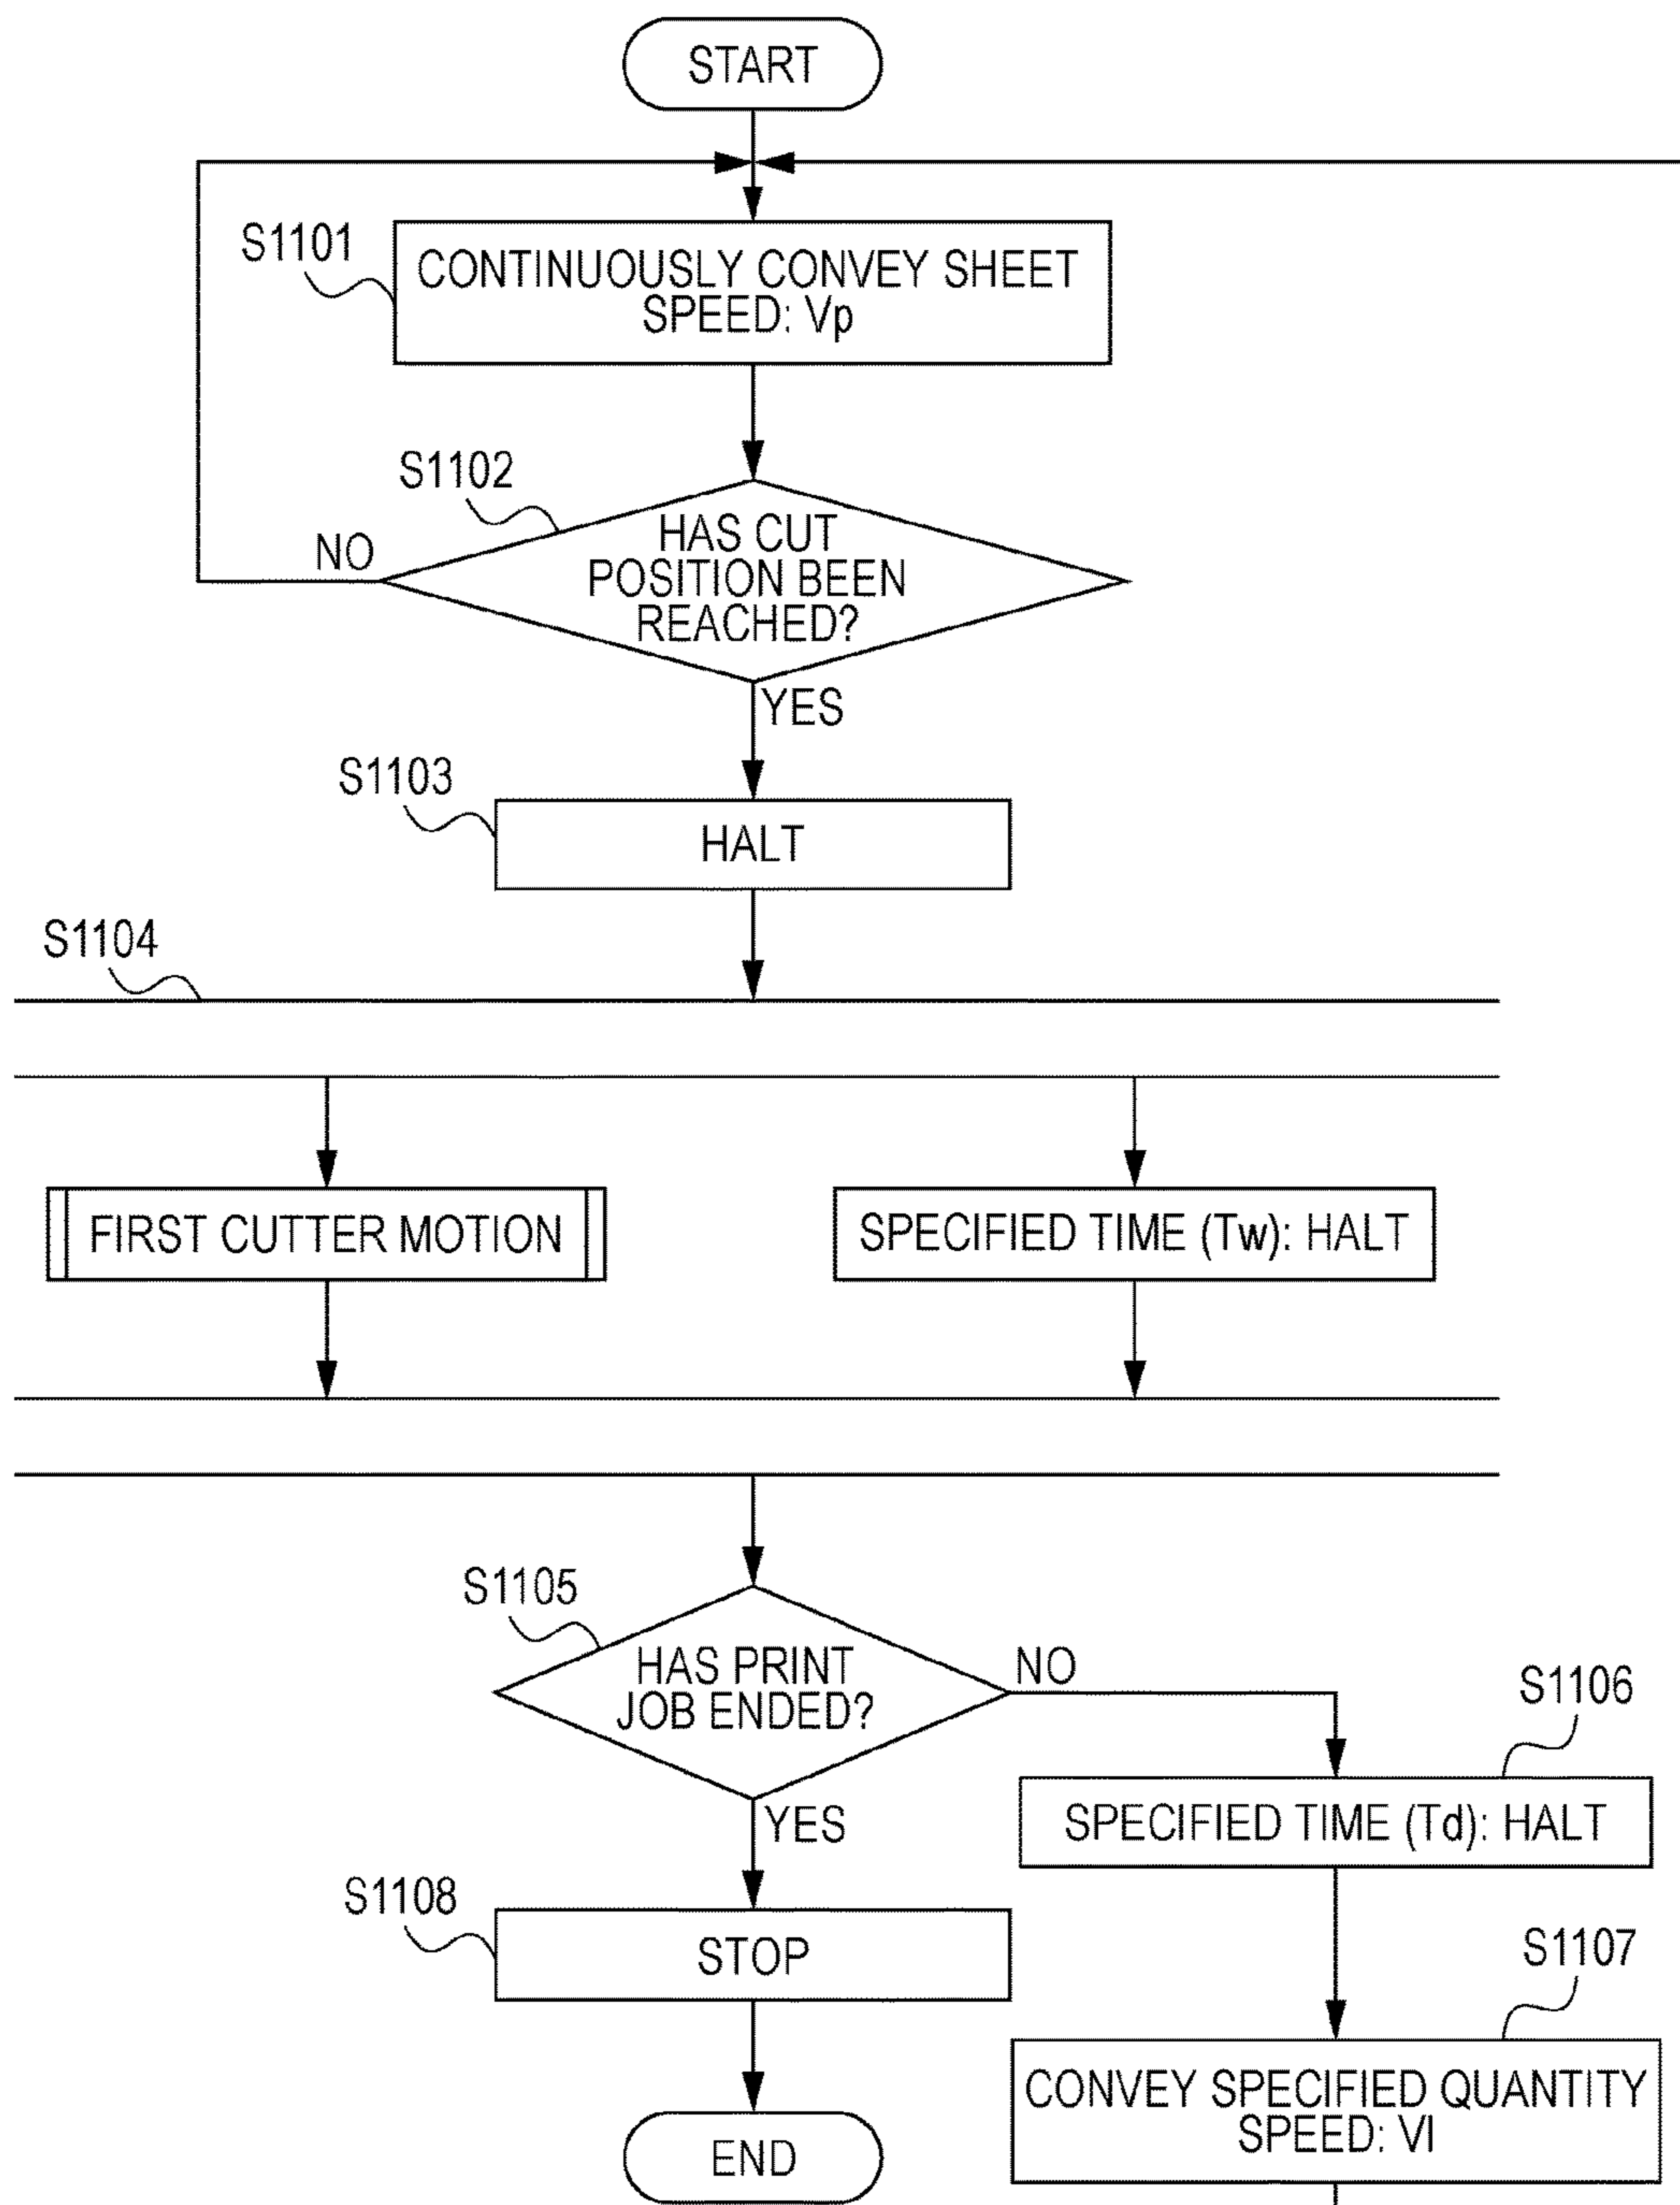 START
S1101
CONTINUOUSLY CONVEY SHEET
SPEED: Vp
S1102
HAS CUT
POSITION BEEN
REACHED?
NO
YES
S1103
HALT
S1104
FIRST CUTTER MOTION
SPECIFIED TIME (Tw): HALT
S1105
HAS PRINT
JOB ENDED?
NO
YES
S1106
SPECIFIED TIME (Td): HALT
S1108
STOP
S1107
CONVEY SPECIFIED QUANTITY
SPEED: Vl
END